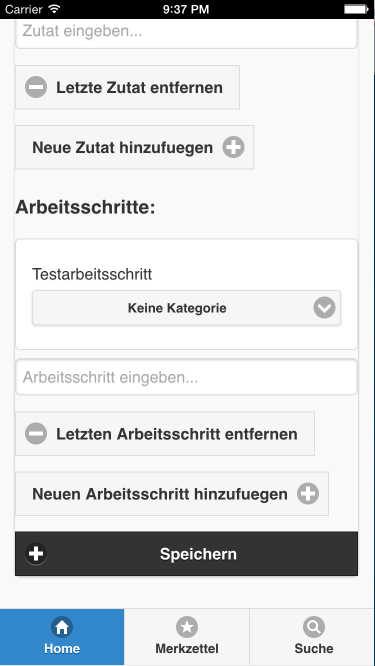 Carrier 9:37 PM
Zutat eingeben...
Letzte Zutat entfernen
Neue Zutat hinzufuegen
Arbeitsschritte:
Testarbeitsschritt
Keine Kategorie
Arbeitsschritt eingeben...
Letzten Arbeitsschritt entfernen
Neuen Arbeitsschritt hinzufuegen
Speichern
Home Merkzettel Suche